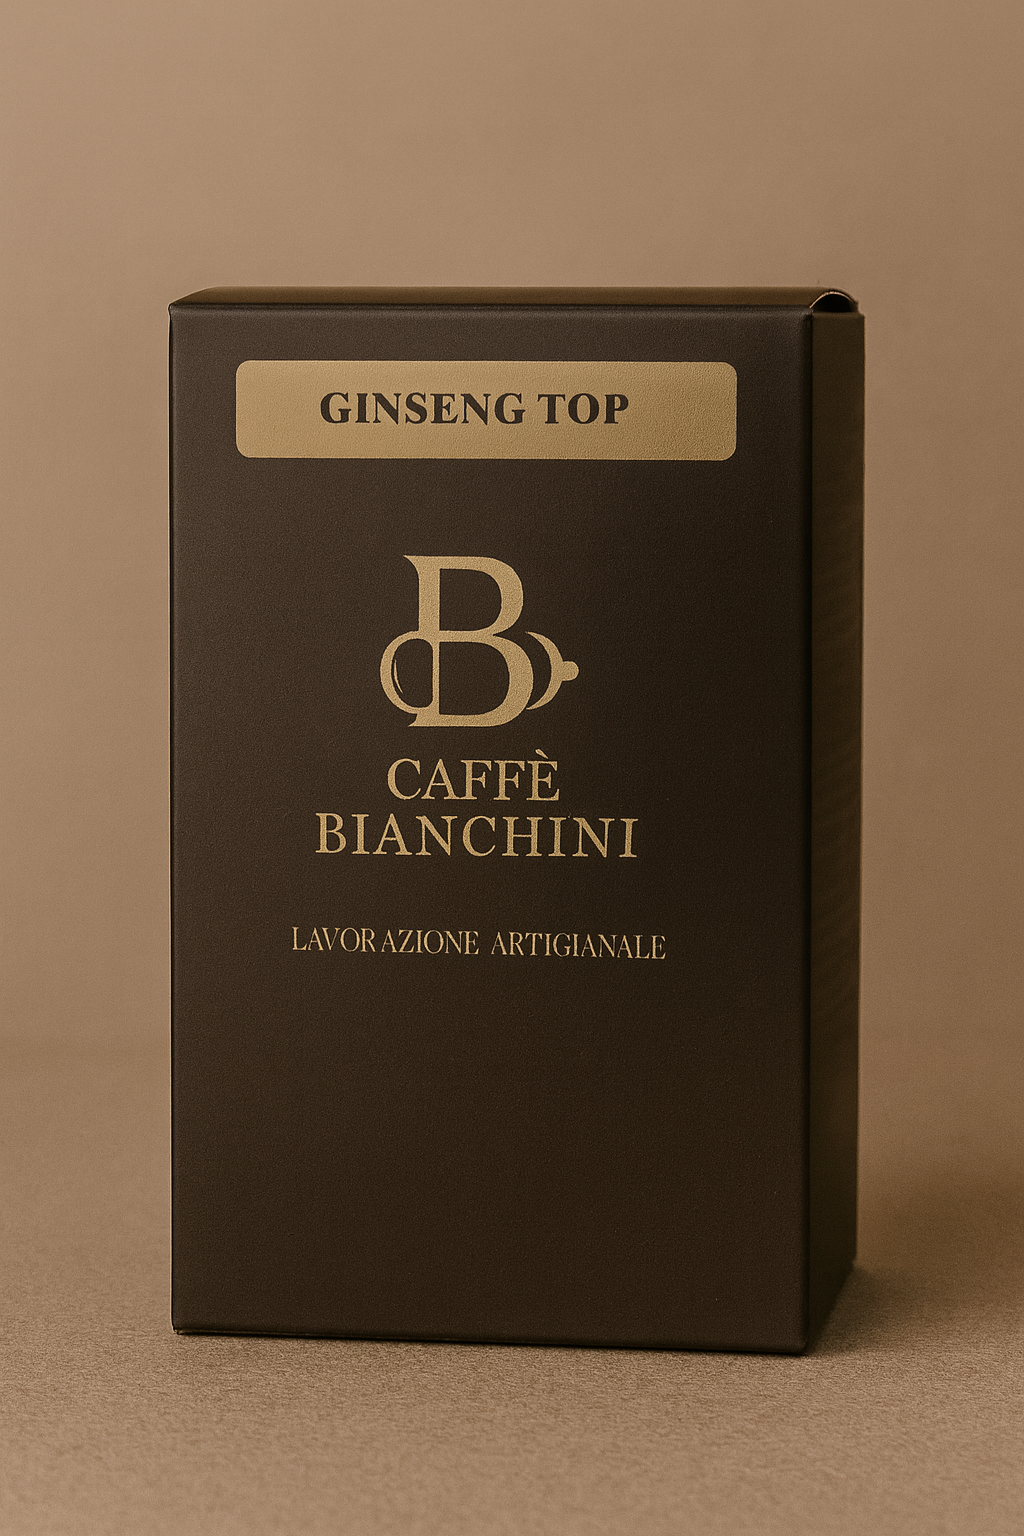 GINSENG TOP
B
CAFFÈ
BIANCHINI
LAVORAZIONE ARTIGIANALE